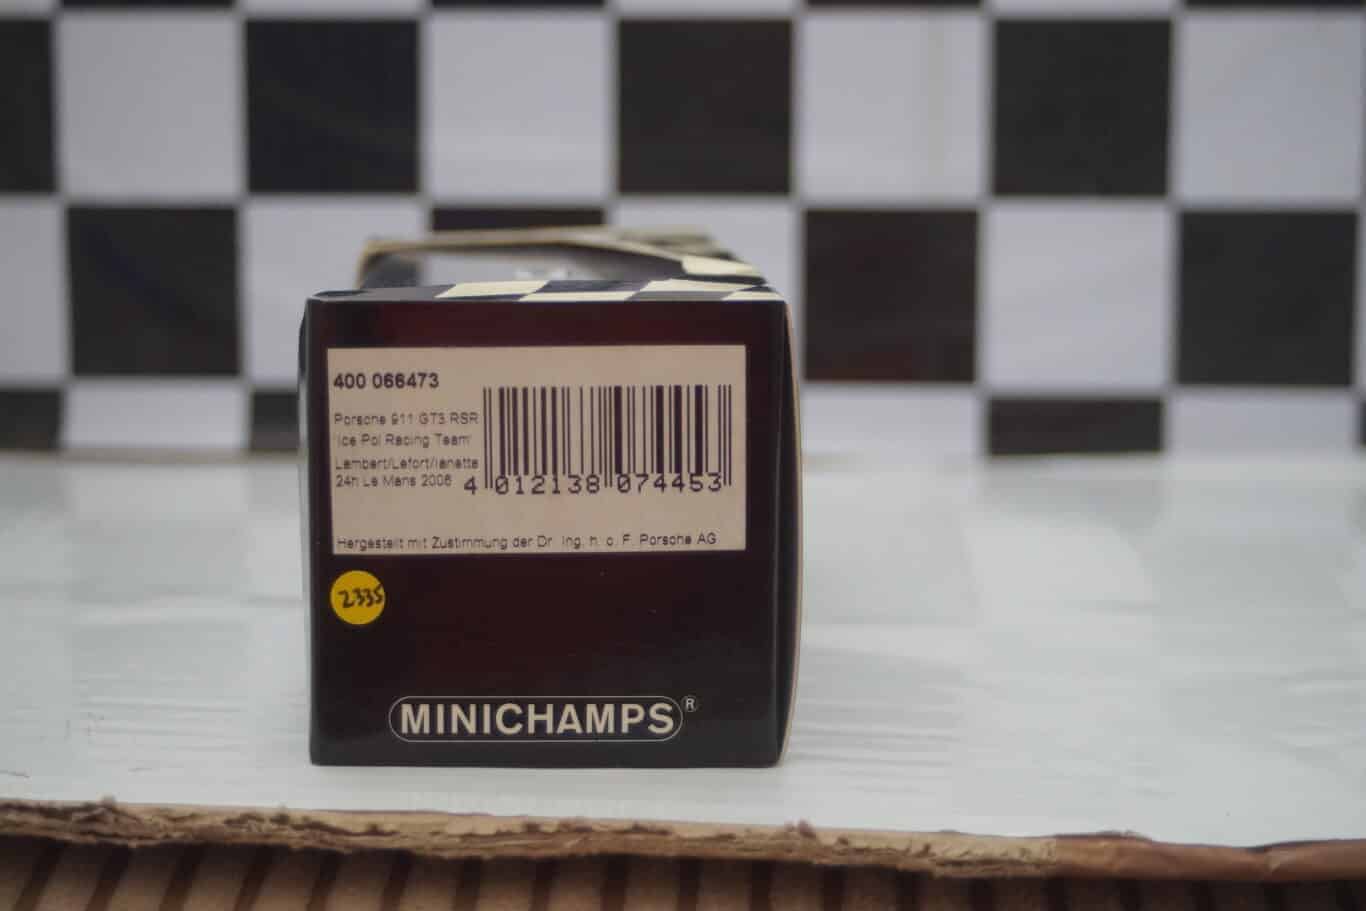 400 066473
Porsche 911 GT3 RSR
'Ice Pol Racing Team'
Lambert/Lefort/Ianetta
24h Le Mans 2006
4 012138 074453
Hergestellt mit Zustimmung der Dr. Ing. h. c. F. Porsche AG
2335
MINICHAMPS®